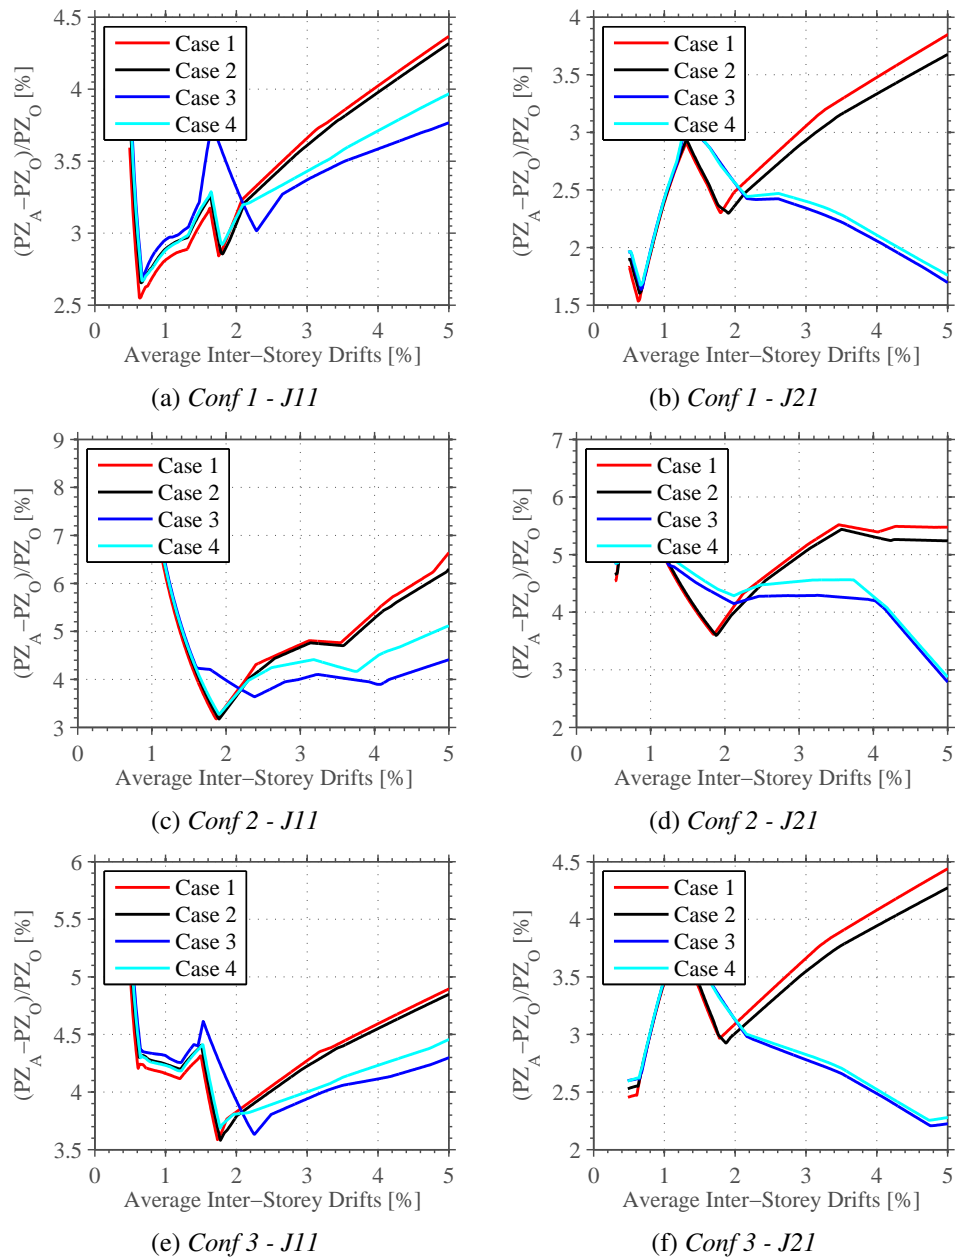 (PZ_A−PZ_O)/PZ_O [%]
4
3.5
3
2.5
Case 1
Case 2
Case 3
Case 4
0 1 2 3 4 5
Average Inter−Storey Drifts [%]
(a) Conf 1 - J11
(PZ_A−PZ_O)/PZ_O [%]
4
3.5
3
2.5
2
1.5
Case 1
Case 2
Case 3
Case 4
0 1 2 3 4 5
Average Inter−Storey Drifts [%]
(b) Conf 1 - J21
(PZ_A−PZ_O)/PZ_O [%]
9
8
7
6
5
4
3
Case 1
Case 2
Case 3
Case 4
0 1 2 3 4 5
Average Inter−Storey Drifts [%]
(c) Conf 2 - J11
(PZ_A−PZ_O)/PZ_O [%]
7
6
5
4
3
2
Case 1
Case 2
Case 3
Case 4
0 1 2 3 4 5
Average Inter−Storey Drifts [%]
(d) Conf 2 - J21
(PZ_A−PZ_O)/PZ_O [%]
6
5.5
5
4.5
4
3.5
Case 1
Case 2
Case 3
Case 4
0 1 2 3 4 5
Average Inter−Storey Drifts [%]
(e) Conf 3 - J11
(PZ_A−PZ_O)/PZ_O [%]
4.5
4
3.5
3
2.5
2
Case 1
Case 2
Case 3
Case 4
0 1 2 3 4 5
Average Inter−Storey Drifts [%]
(f) Conf 3 - J21